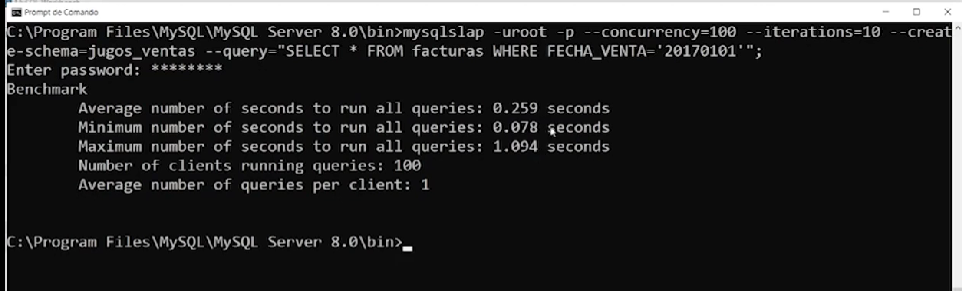 Prompt de Comando
C:\Program Files\MySQL\MySQL Server 8.0\bin>mysqlslap -uroot -p --concurrency=100 --iterations=10 --creat
e-schema=jugos_ventas --query="SELECT * FROM facturas WHERE FECHA_VENTA='20170101'";
Enter password: ********
Benchmark
Average number of seconds to run all queries: 0.259 seconds
Minimum number of seconds to run all queries: 0.078 seconds
Maximum number of seconds to run all queries: 1.094 seconds
Number of clients running queries: 100
Average number of queries per client: 1
C:\Program Files\MySQL\MySQL Server 8.0\bin>